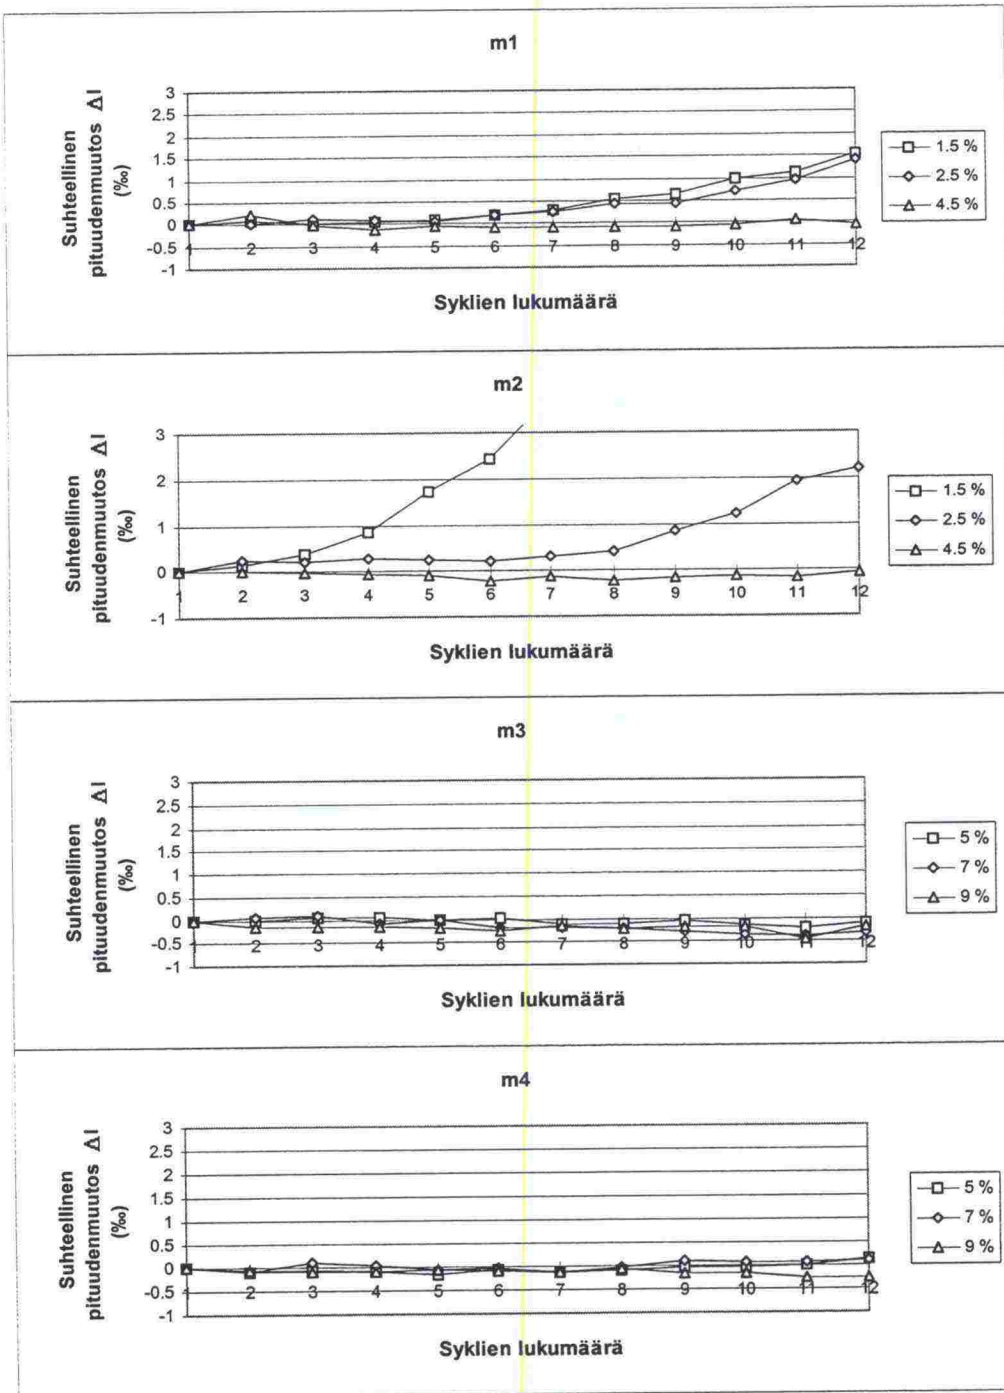 m1
Suhteellinen
pituudenmuutos Δl
(‰)
3
2.5
2
1.5
1
0.5
0
-0.5
-1
1 2 3 4 5 6 7 8 9 10 11 12
Syklien lukumäärä
1.5 %
2.5 %
4.5 %
m2
Suhteellinen
pituudenmuutos Δl
(‰)
3
2
1
0
-1
1 2 3 4 5 6 7 8 9 10 11 12
Syklien lukumäärä
1.5 %
2.5 %
4.5 %
m3
Suhteellinen
pituudenmuutos Δl
(‰)
3
2.5
2
1.5
1
0.5
0
-0.5
-1
1 2 3 4 5 6 7 8 9 10 11 12
Syklien lukumäärä
5 %
7 %
9 %
m4
Suhteellinen
pituudenmuutos Δl
(‰)
3
2.5
2
1.5
1
0.5
0
-0.5
-1
1 2 3 4 5 6 7 8 9 10 11 12
Syklien lukumäärä
5 %
7 %
9 %